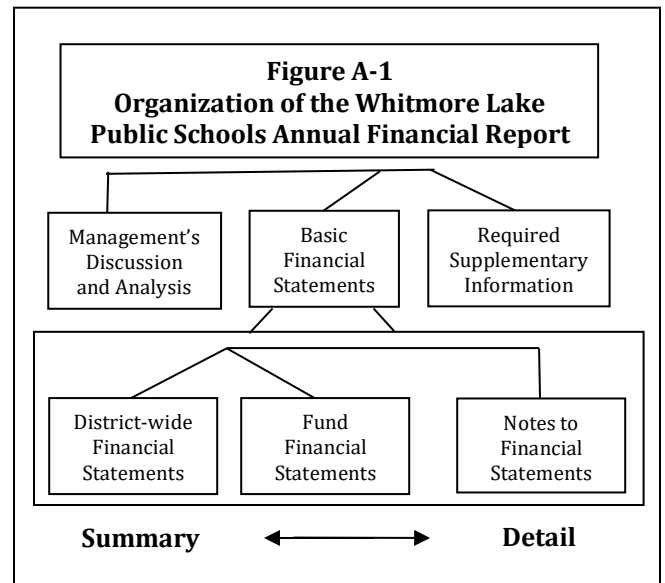 Figure A-1
Organization of the Whitmore Lake
Public Schools Annual Financial Report
Management’s
Discussion
and Analysis
Basic
Financial
Statements
Required
Supplementary
Information
District-wide
Financial
Statements
Fund
Financial
Statements
Notes to
Financial
Statements
Summary
Detail